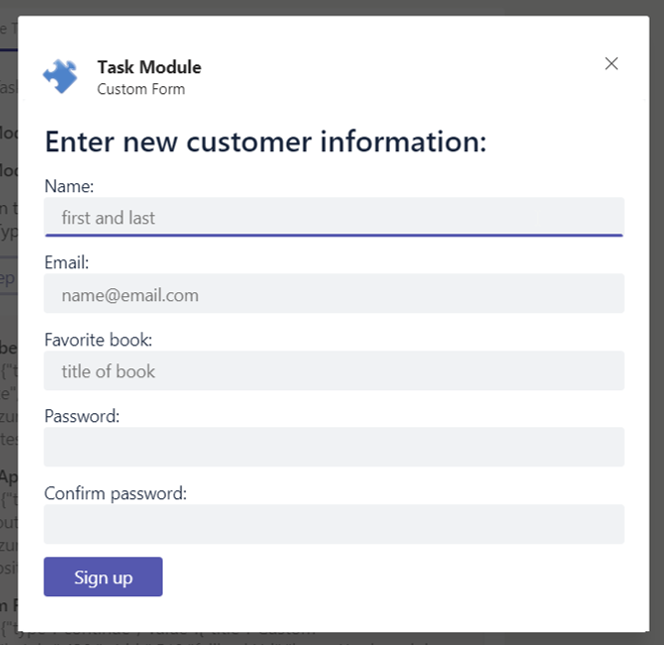 Task Module
Custom Form
Enter new customer information:
Name:
first and last
Email:
name@email.com
Favorite book:
title of book
Password:
Confirm password:
Sign up